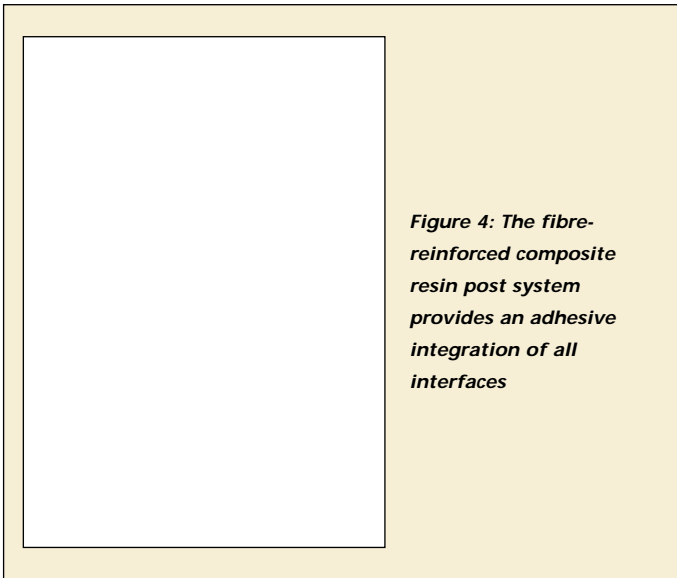 Figure 4: The fibre-
reinforced composite
resin post system
provides an adhesive
integration of all
interfaces